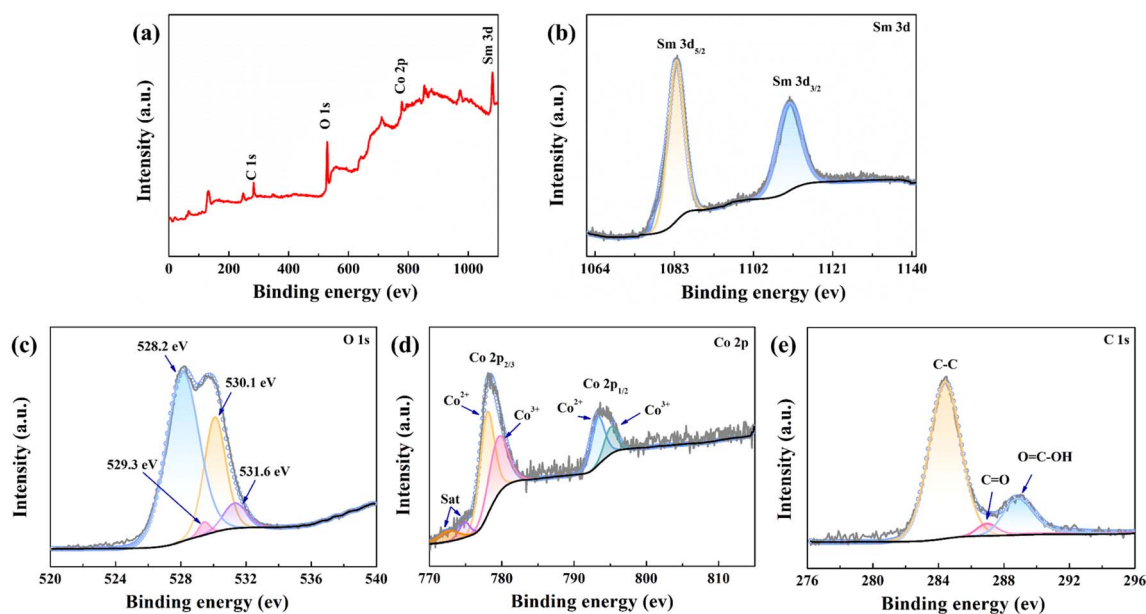 (a)
Intensity (a.u.)
C 1s
O 1s
Co 2p
Sm 3d
0 200 400 600 800 1000
Binding energy (ev)
(b)
Sm 3d
Intensity (a.u.)
Sm 3d5/2
Sm 3d3/2
1064 1083 1102 1121 1140
Binding energy (ev)
(c)
O 1s
Intensity (a.u.)
528.2 eV
530.1 eV
529.3 eV
531.6 eV
520 524 528 532 536 540
Binding energy (ev)
(d)
Co 2p
Intensity (a.u.)
Co 2p2/3
Co2+
Co3+
Co 2p1/2
Co2+
Co3+
Sat
770 780 790 800 810
Binding energy (ev)
(e)
C 1s
Intensity (a.u.)
C-C
C=O
O=C-OH
276 280 284 288 292 296
Binding energy (ev)